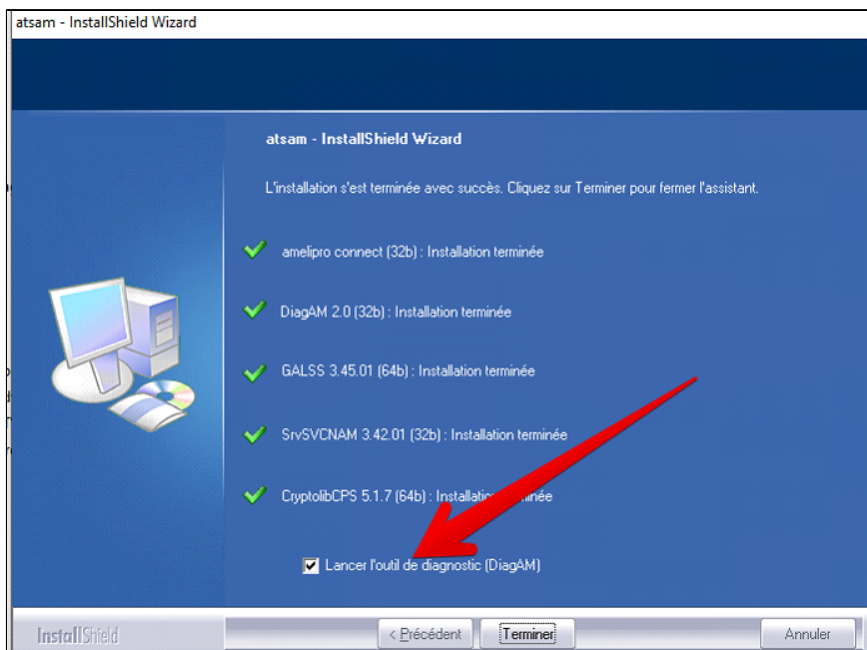 atsam - InstallShield Wizard
atsam - InstallShield Wizard
L'installation s'est terminée avec succès. Cliquez sur Terminer pour fermer l'assistant.
amelipro connect (32b) : Installation terminée
DiagAM 2.0 (32b) : Installation terminée
GALSS 3.45.01 (64b) : Installation terminée
SrvSVCNAM 3.42.01 (32b) : Installation terminée
CryptolibCPS 5.1.7 (64b) : Installation terminée
Lancer l'outil de diagnostic (DiagAM)
InstallShield
< Précédent
Terminer
Annuler